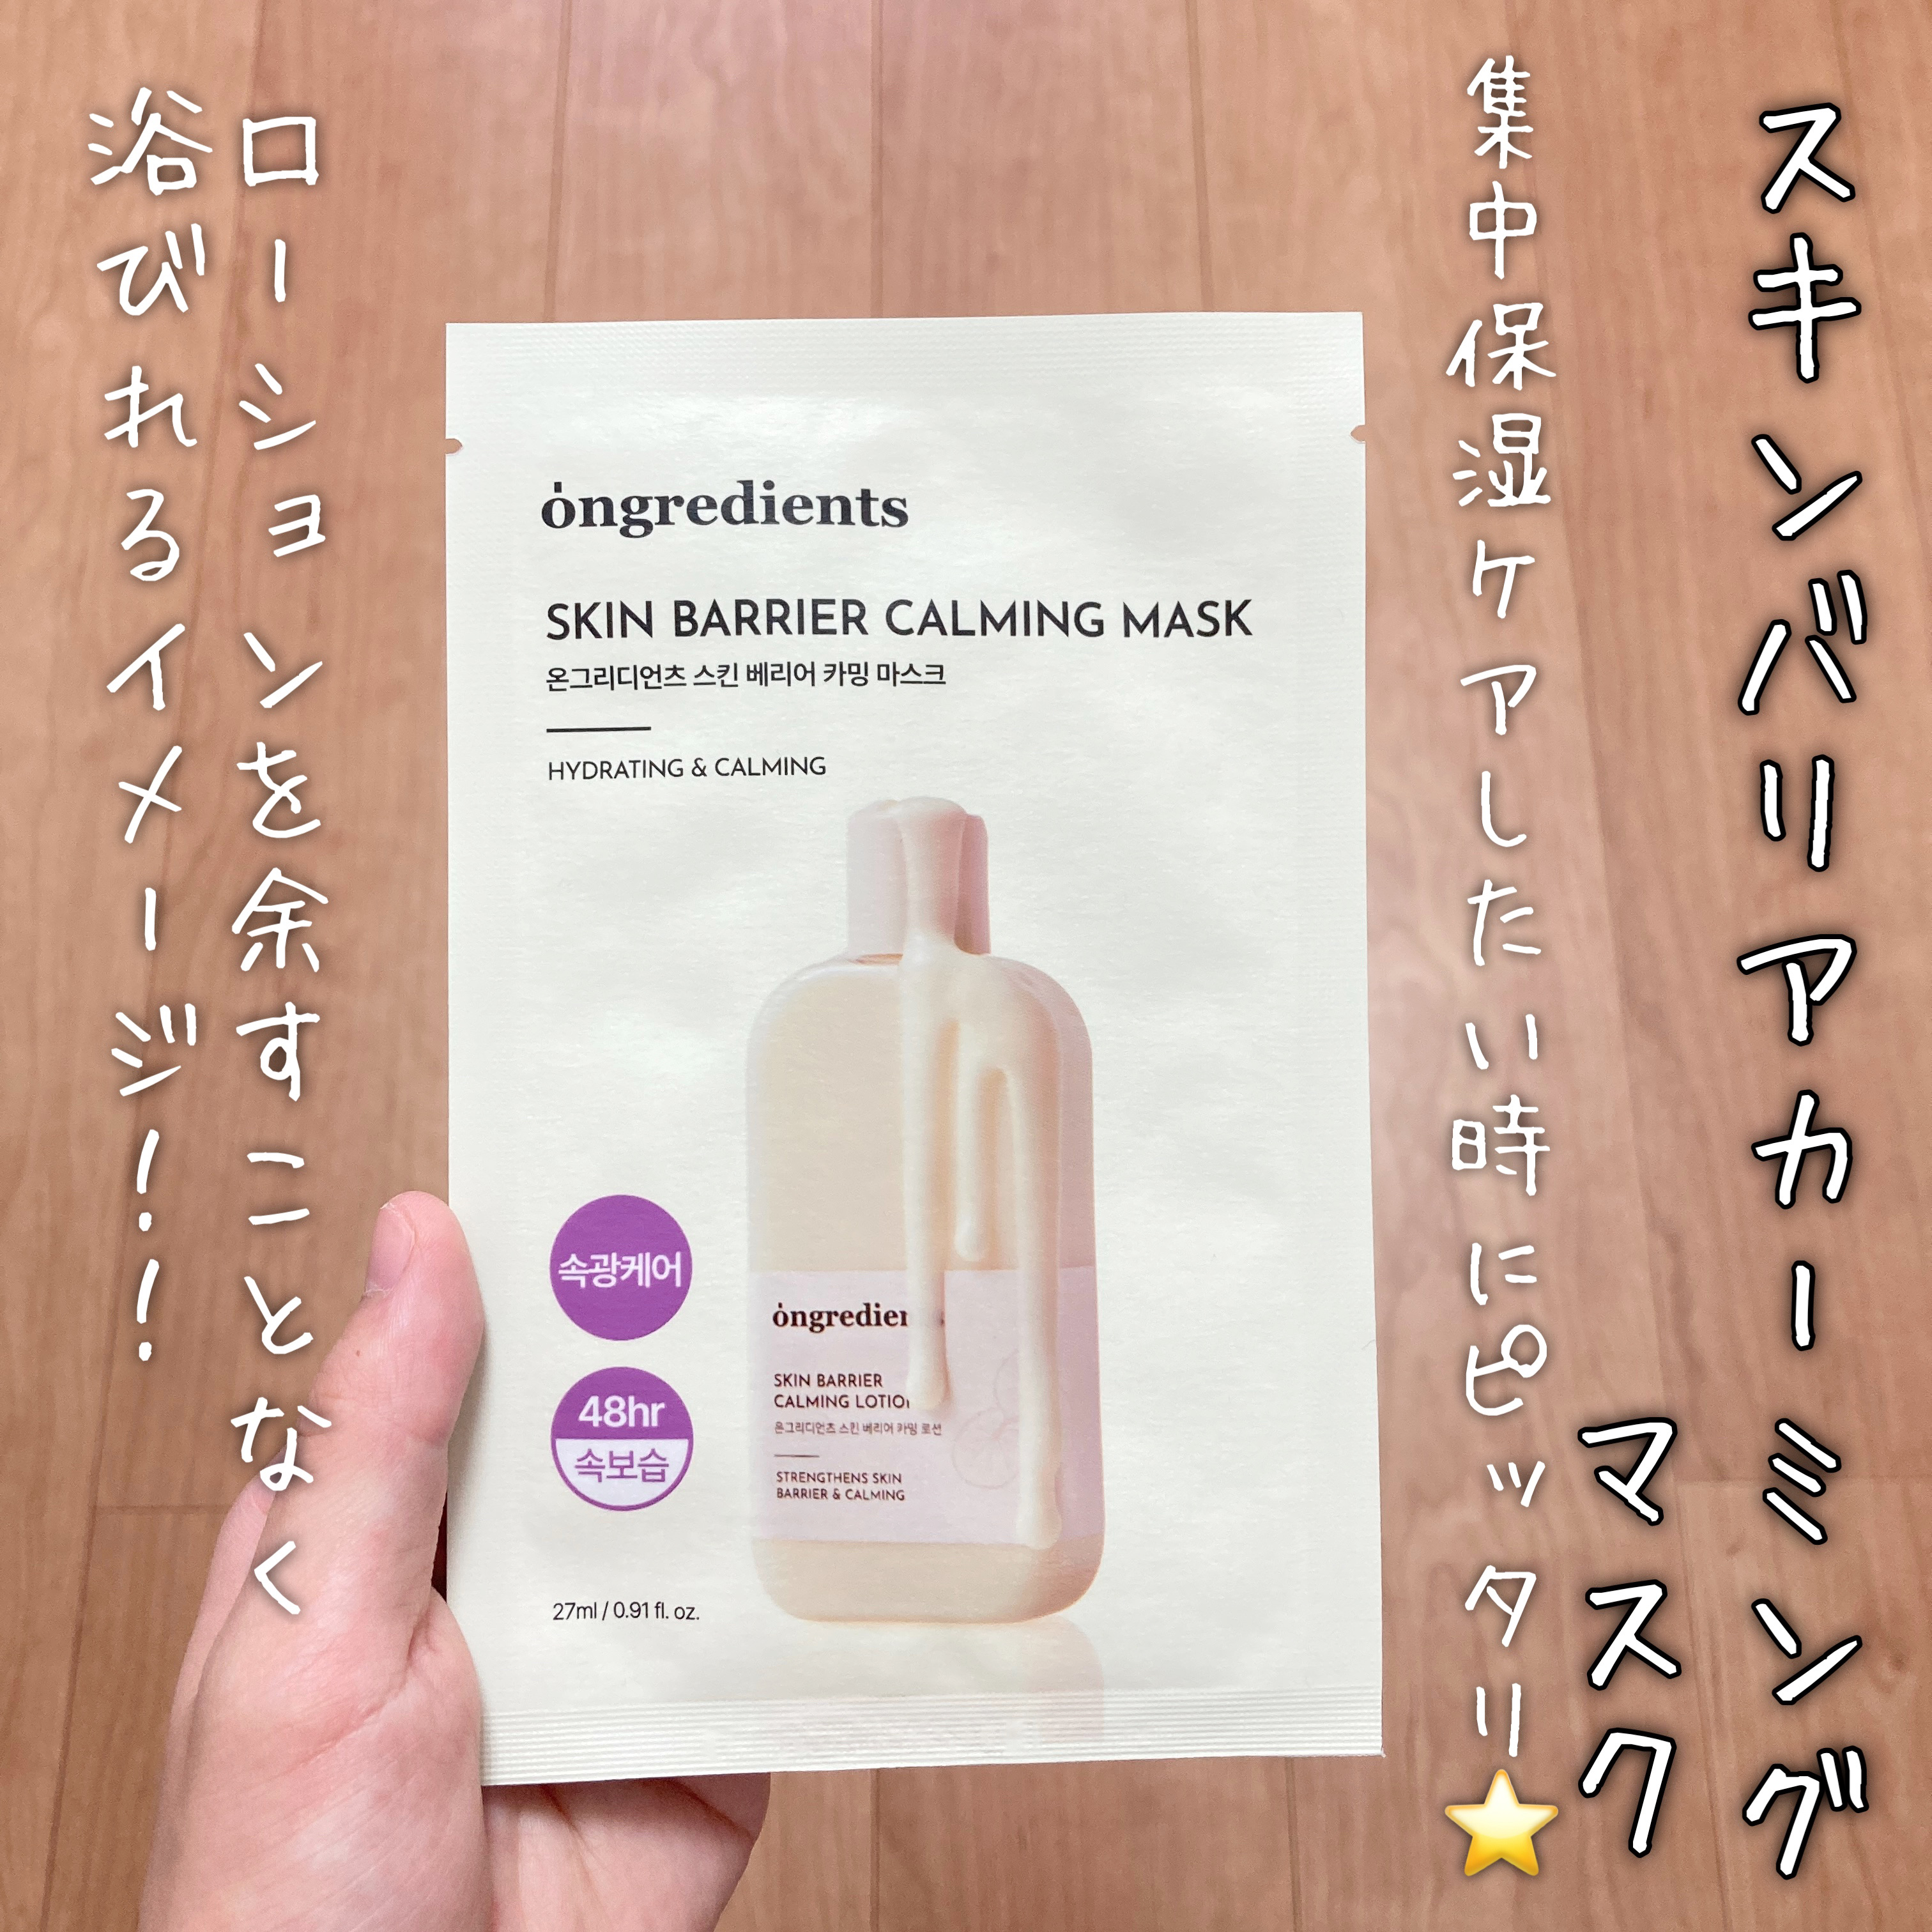 スキンバリアカーミング
マスク
集中保湿ケアしたい時にピッタリ⭐
ローションを余すことなく
浴びれるイメージ！！
ongredients
SKIN BARRIER CALMING MASK
온그리디언츠 스킨 베리어 카밍 마스크
HYDRATING & CALMING
속광케어
48hr
속보습
ongredien
SKIN BARRIER
CALMING LOTION
온그리디언츠 스킨 베리어 카밍 로션
STRENGTHENS SKIN
BARRIER & CALMING
27ml / 0.91 fl. oz.